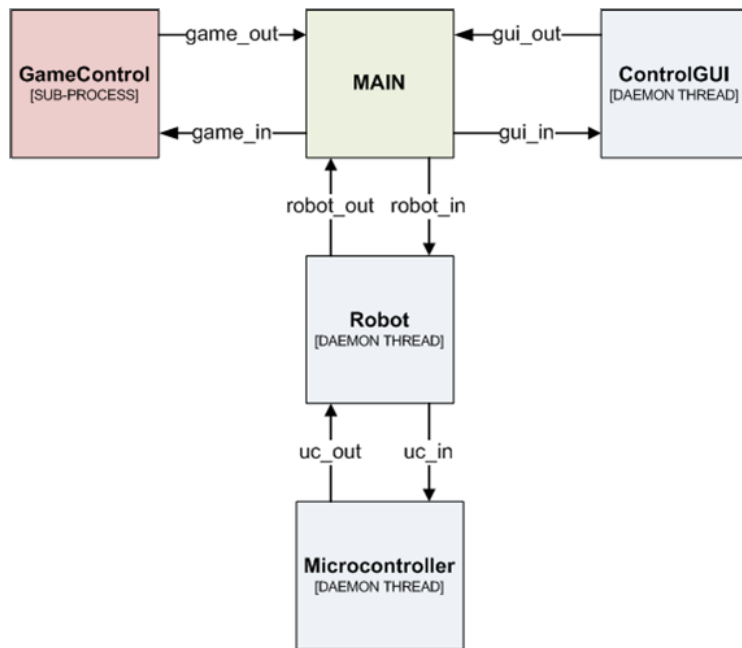 game_out
gui_out
GameControl
[SUB-PROCESS]
MAIN
ControlGUI
[DAEMON THREAD]
game_in
gui_in
robot_out
robot_in
Robot
[DAEMON THREAD]
uc_out
uc_in
Microcontroller
[DAEMON THREAD]